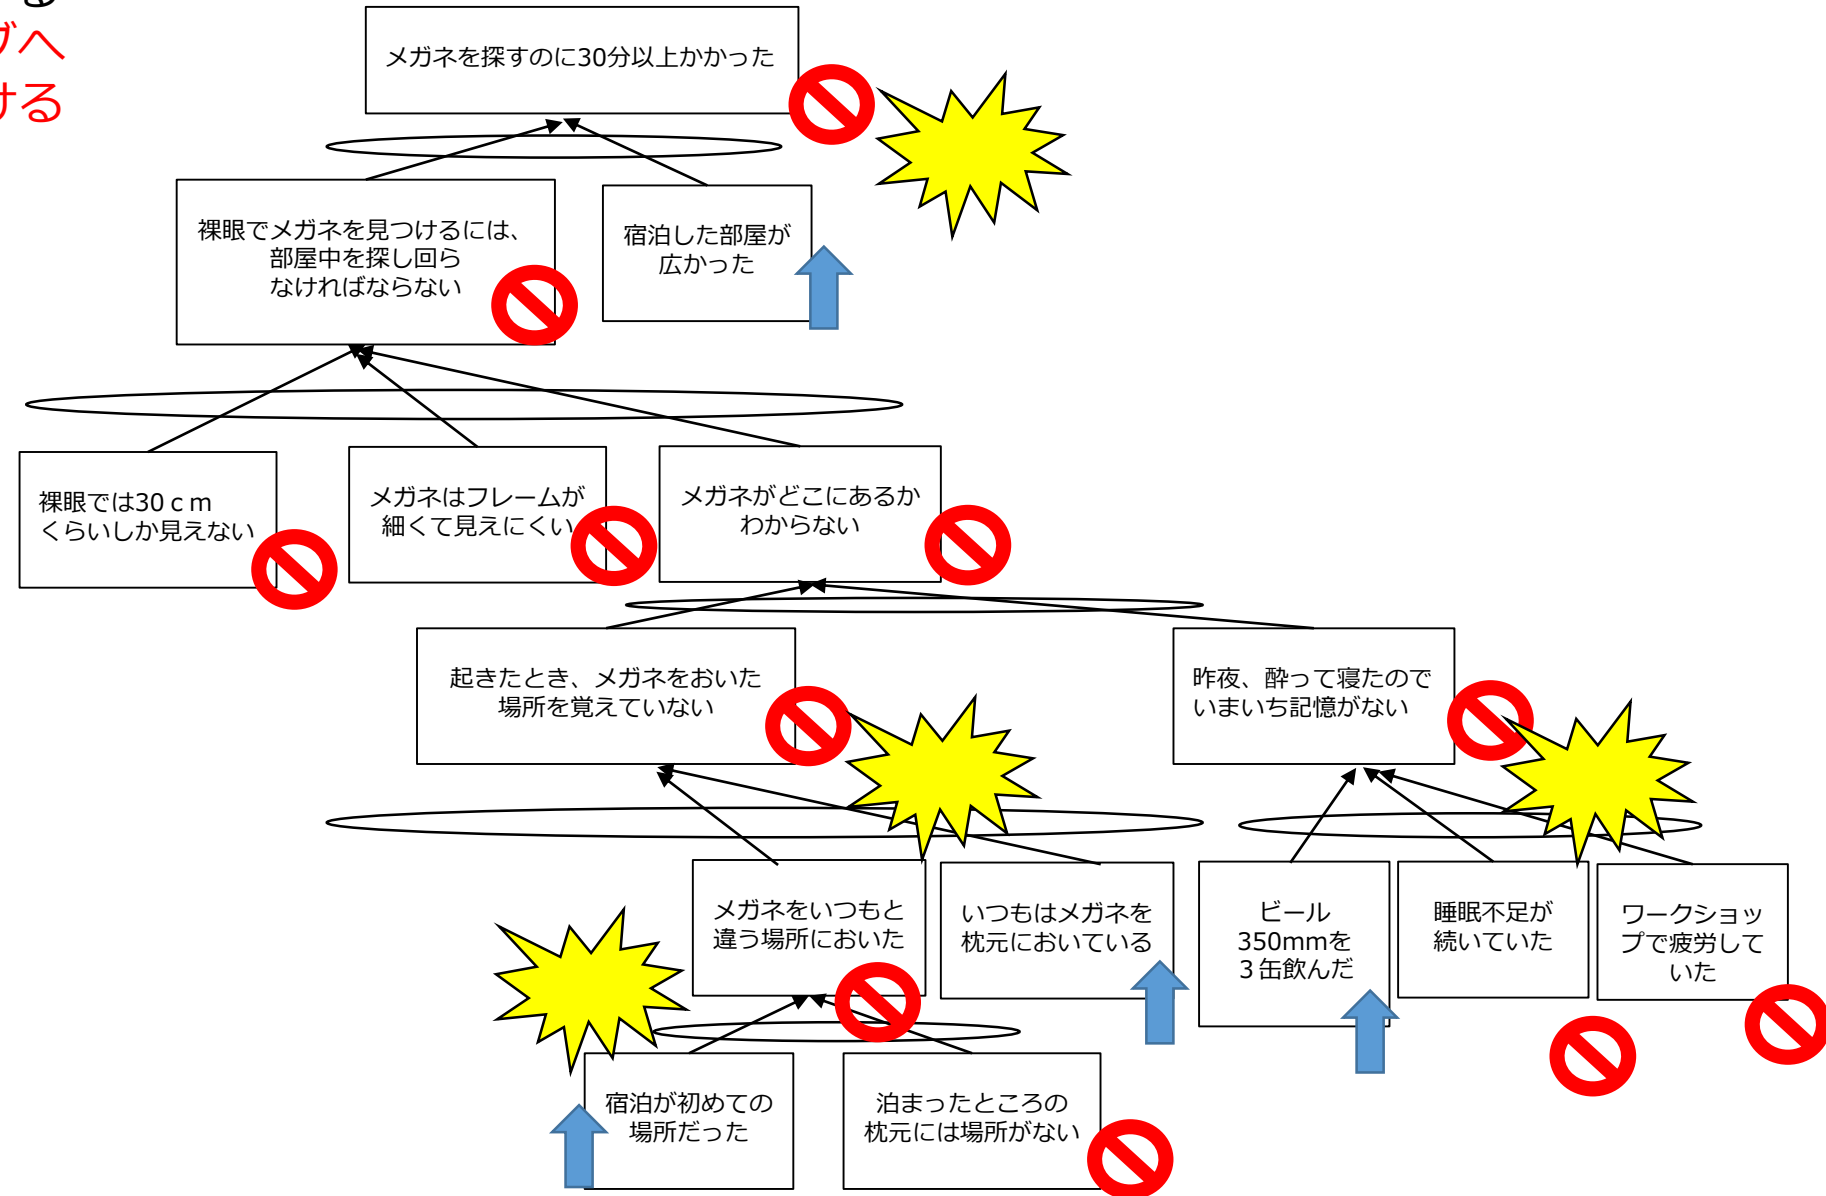 る
ブへ
ける
メガネを探すのに30分以上かかった
裸眼でメガネを見つけるには、
部屋中を探し回ら
なければならない
宿泊した部屋が
広かった
裸眼では30ｃｍ
くらいしか見えない
メガネはフレームが
細くて見えにくい
メガネがどこにあるか
わからない
起きたとき、メガネをおいた
場所を覚えていない
昨夜、酔って寝たので
いまいち記憶がない
メガネをいつもと
違う場所においた
いつもはメガネを
枕元においている
ビール
350mmを
３缶飲んだ
睡眠不足が
続いていた
ワークショッ
プで疲労して
いた
宿泊が初めての
場所だった
泊まったところの
枕元には場所がない